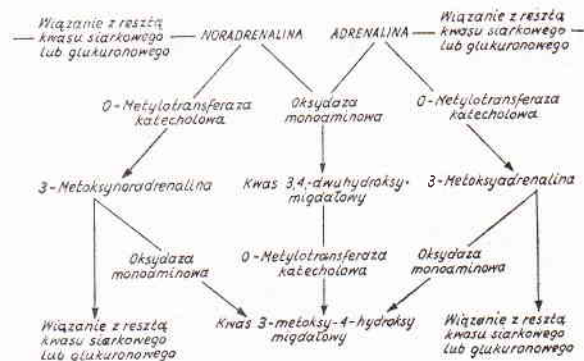 Wiązanie z resztą
kwasu siarkowego
lub glukuronowego
NORADRENALINA
ADRENALINA
Wiązanie z resztą
kwasu siarkowego
lub glukuronowego
O-Metylotransferaza
katecholowa
Oksydaza
monoaminowa
O-Metylotransferaza
katecholowa
3-Metoksynoradrenalina
Kwas 3,4,-dwuhydroksy-
migdałowy
3-Metoksyadrenalina
Oksydaza
monoaminowa
O-Metylotransferaza
katecholowa
Oksydaza
monoaminowa
Wiązanie z resztą
kwasu siarkowego
lub glukuronowego
Kwas 3-metoksy-4-hydroksy
migdałowy
Wiązanie z resztą
kwasu siarkowego
lub glukuronowego